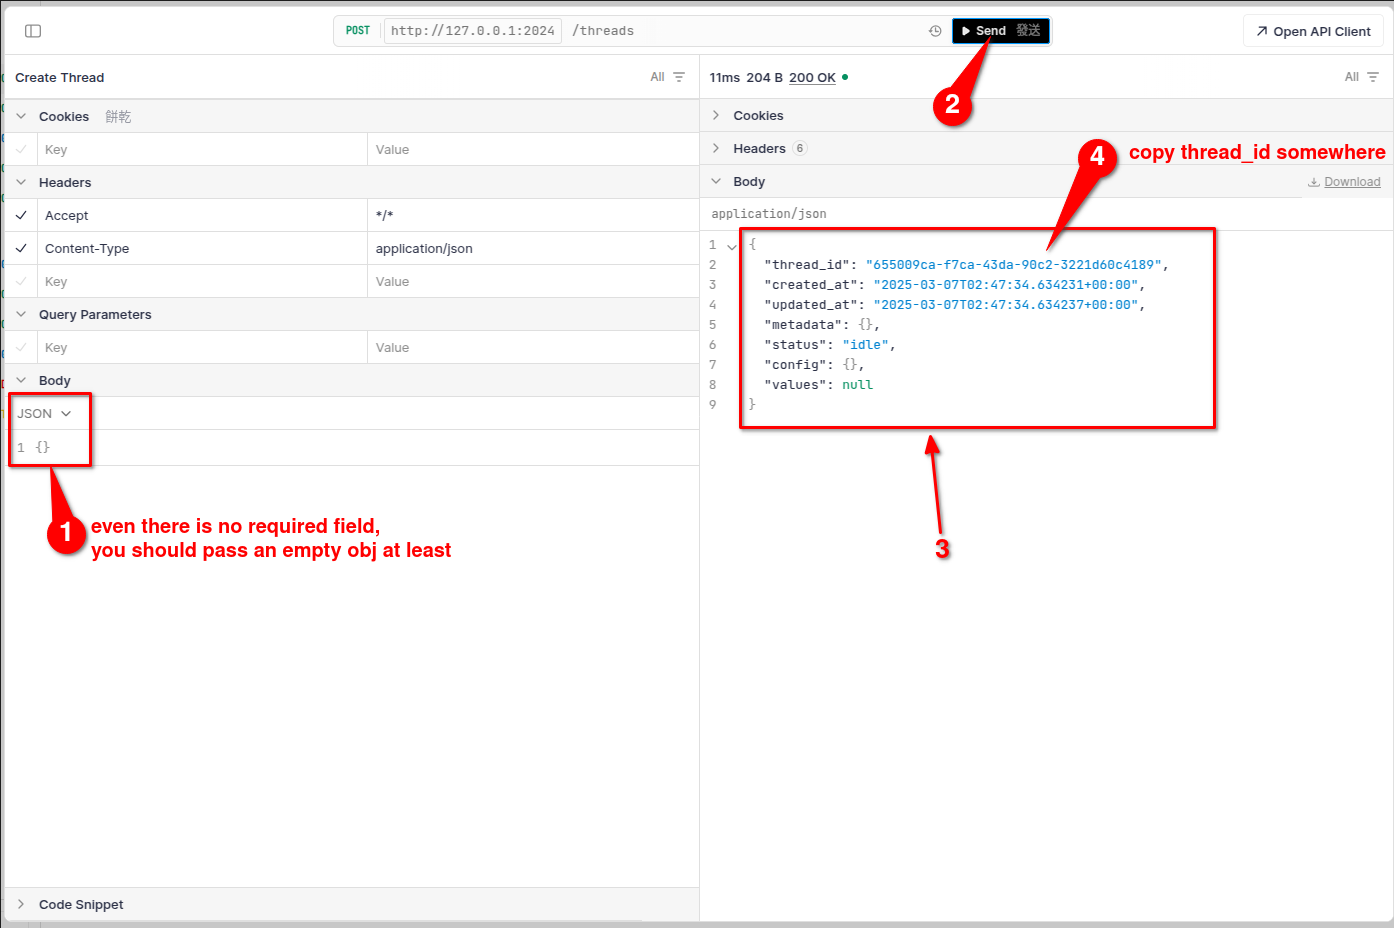 POST http://127.0.0.1:2024 /threads
Send 發送
Open API Client
Create Thread
All
Cookies 餅乾
Key Value
Headers
Accept */*
Content-Type application/json
Key Value
Query Parameters
Key Value
Body
JSON
1 {}
1
even there is no required field,
you should pass an empty obj at least
Code Snippet
11ms 204 B 200 OK
All
2
Cookies
Headers 6
4
copy thread_id somewhere
Body
Download
application/json
1 {
2 "thread_id": "655009ca-f7ca-43da-90c2-3221d60c4189",
3 "created_at": "2025-03-07T02:47:34.634231+00:00",
4 "updated_at": "2025-03-07T02:47:34.634237+00:00",
5 "metadata": {},
6 "status": "idle",
7 "config": {},
8 "values": null
9 }
3